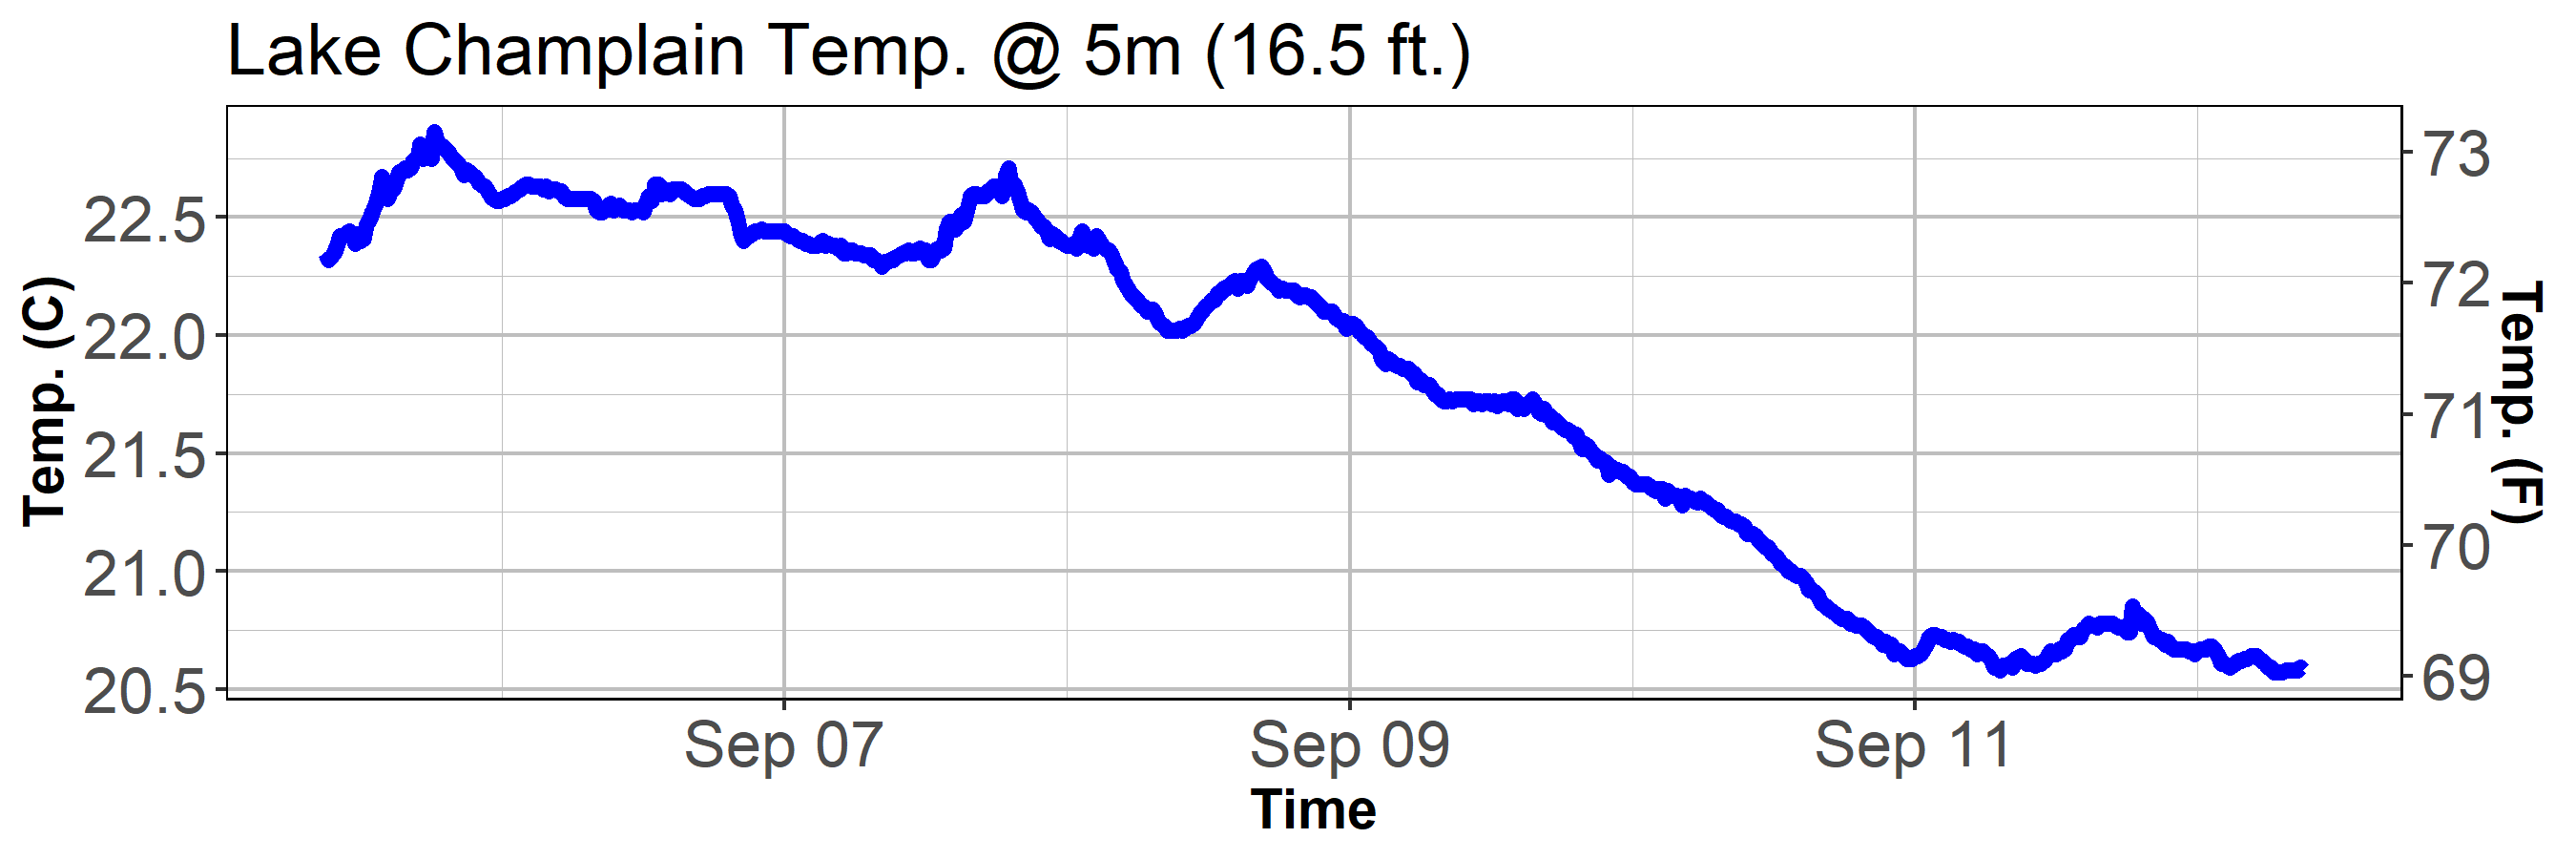 Lake Champlain Temp. @ 5m (16.5 ft.)
Temp. (C)
22.5
22.0
21.5
21.0
20.5
73
72
71
70
69
Temp. (F)
Sep 07
Sep 09
Sep 11
Time